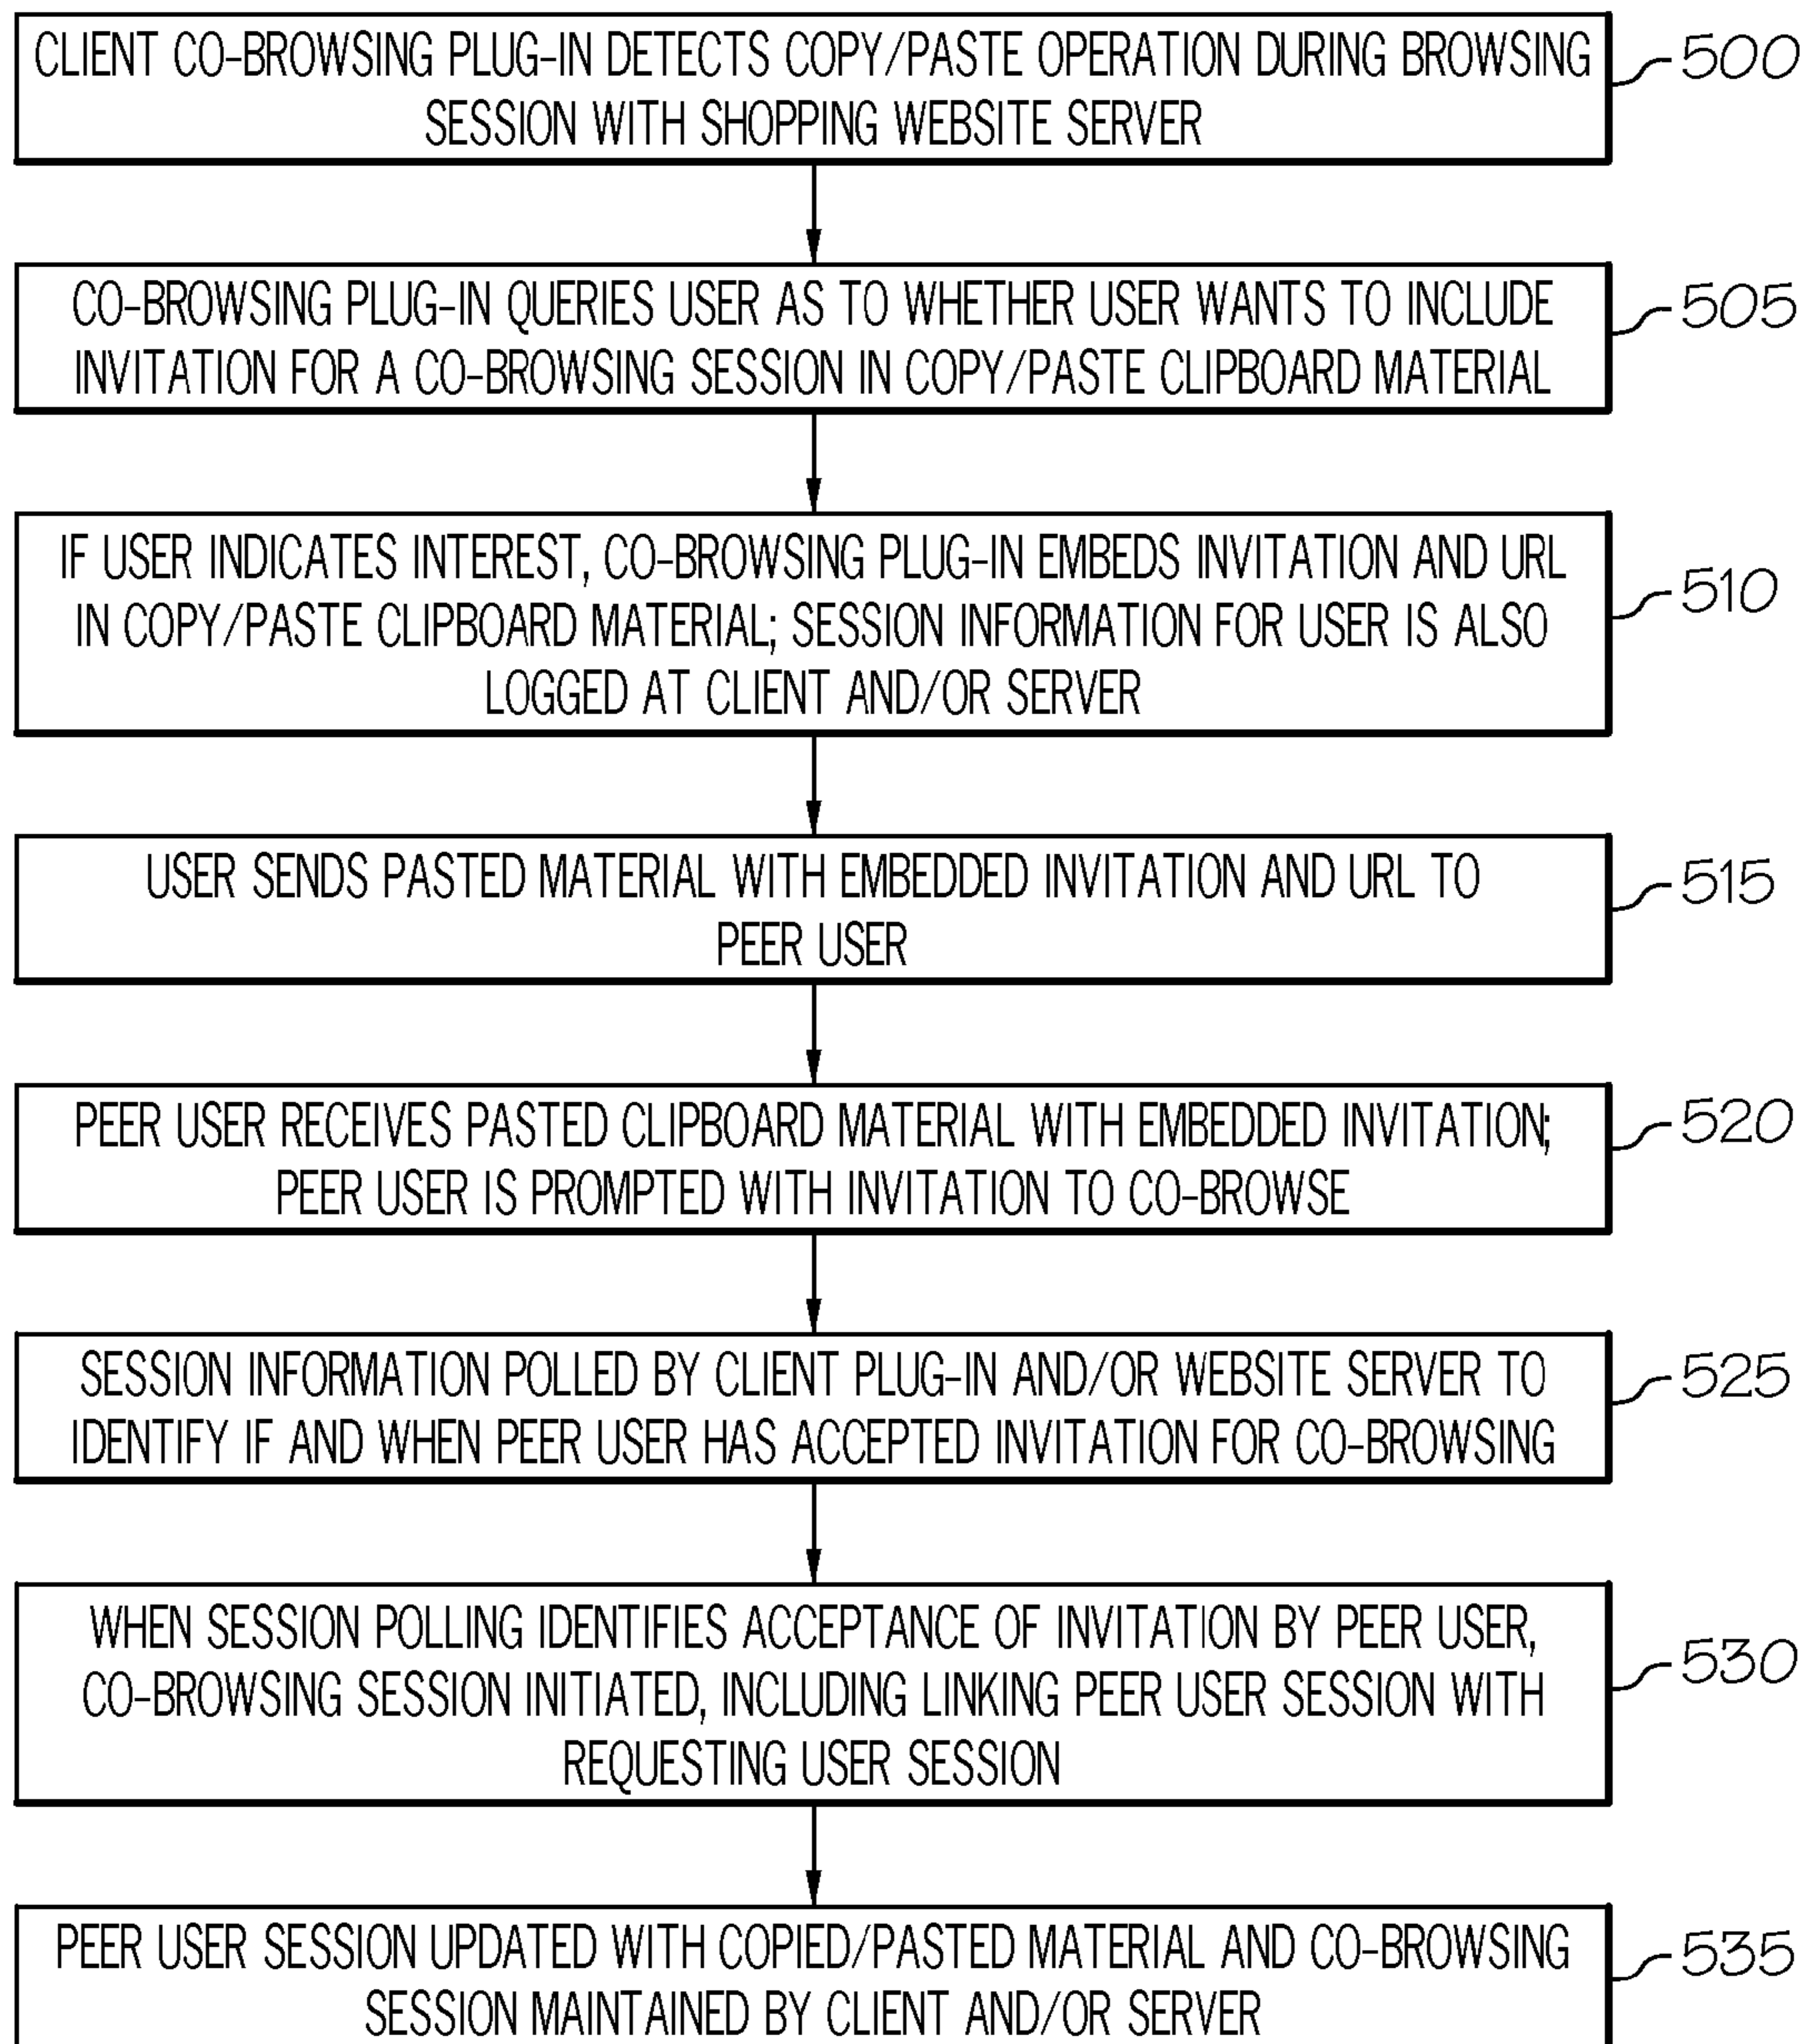 CLIENT CO-BROWSING PLUG-IN DETECTS COPY/PASTE OPERATION DURING BROWSING
SESSION WITH SHOPPING WEBSITE SERVER
500
CO-BROWSING PLUG-IN QUERIES USER AS TO WHETHER USER WANTS TO INCLUDE
INVITATION FOR A CO-BROWSING SESSION IN COPY/PASTE CLIPBOARD MATERIAL
505
IF USER INDICATES INTEREST, CO-BROWSING PLUG-IN EMBEDS INVITATION AND URL
IN COPY/PASTE CLIPBOARD MATERIAL; SESSION INFORMATION FOR USER IS ALSO
LOGGED AT CLIENT AND/OR SERVER
510
USER SENDS PASTED MATERIAL WITH EMBEDDED INVITATION AND URL TO
PEER USER
515
PEER USER RECEIVES PASTED CLIPBOARD MATERIAL WITH EMBEDDED INVITATION;
PEER USER IS PROMPTED WITH INVITATION TO CO-BROWSE
520
SESSION INFORMATION POLLED BY CLIENT PLUG-IN AND/OR WEBSITE SERVER TO
IDENTIFY IF AND WHEN PEER USER HAS ACCEPTED INVITATION FOR CO-BROWSING
525
WHEN SESSION POLLING IDENTIFIES ACCEPTANCE OF INVITATION BY PEER USER,
CO-BROWSING SESSION INITIATED, INCLUDING LINKING PEER USER SESSION WITH
REQUESTING USER SESSION
530
PEER USER SESSION UPDATED WITH COPIED/PASTED MATERIAL AND CO-BROWSING
SESSION MAINTAINED BY CLIENT AND/OR SERVER
535